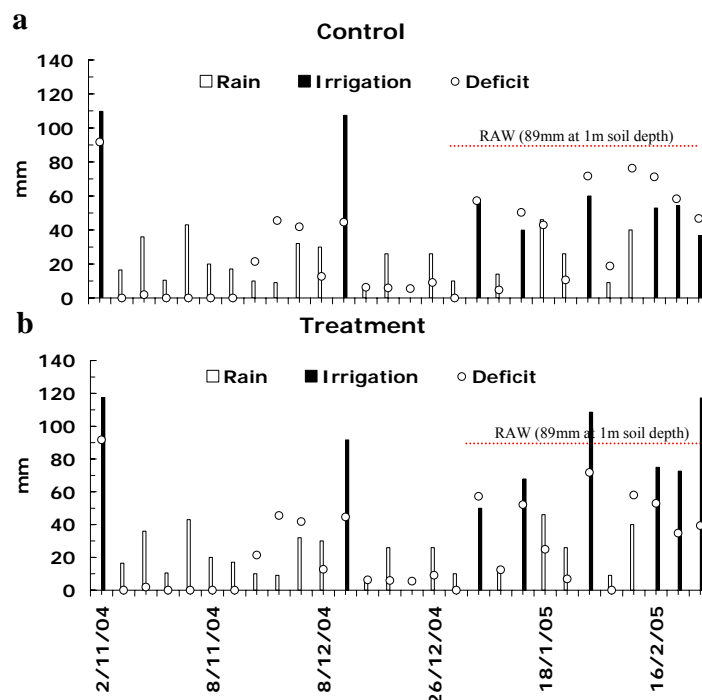 a
Control
140
Rain Irrigation Deficit
120
100
RAW (89mm at 1m soil depth)
80
mm
60
40
20
0
b
Treatment
140
Rain Irrigation Deficit
120
100
RAW (89mm at 1m soil depth)
80
mm
60
40
20
0
2/11/04
8/11/04
8/12/04
26/12/04
18/1/05
16/2/05